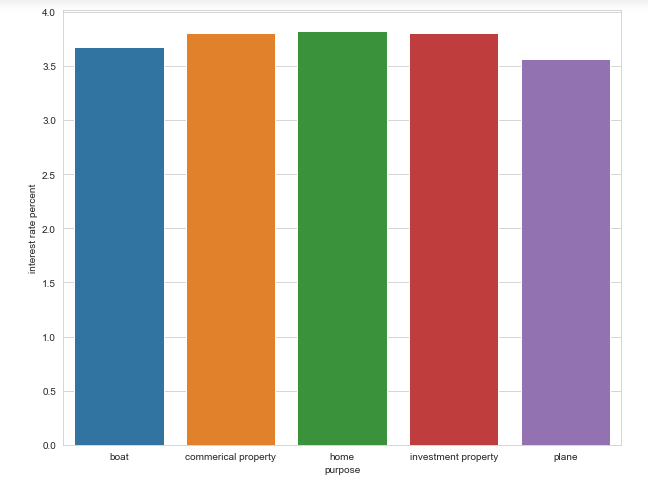 4.0
3.5
3.0
2.5
2.0
1.5
1.0
0.5
0.0
interest rate percent
boat
commerical property
home
investment property
plane
purpose